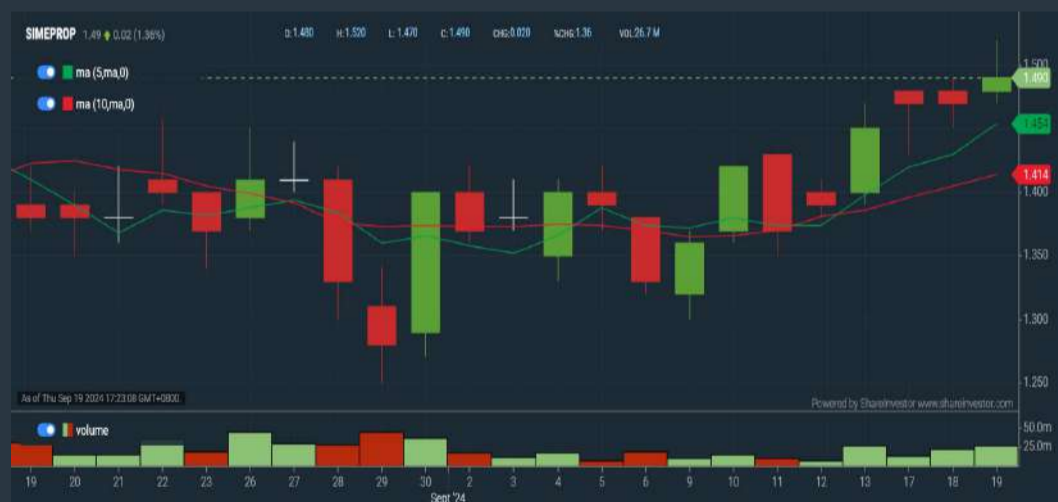 SIMEPROP 1.49 0.02 (1.36%) O:1.480 H:1.520 L:1.470 C:1.490 CHG:0.020 %CHG:1.36 VOL:26.7 M
ma (5,ma,0)
ma (10,ma,0)
1.500
1.490
1.454
1.414
1.400
1.350
1.300
1.250
As of Thu Sep 19 2024 17:23:08 GMT+0800
Powered by ShareInvestor www.shareinvestor.com
volume
50.0m
25.0m
19 20 21 22 23 26 27 28 29 30 2 3 4 5 6 9 10 11 12 13 17 18 19
Sept '24